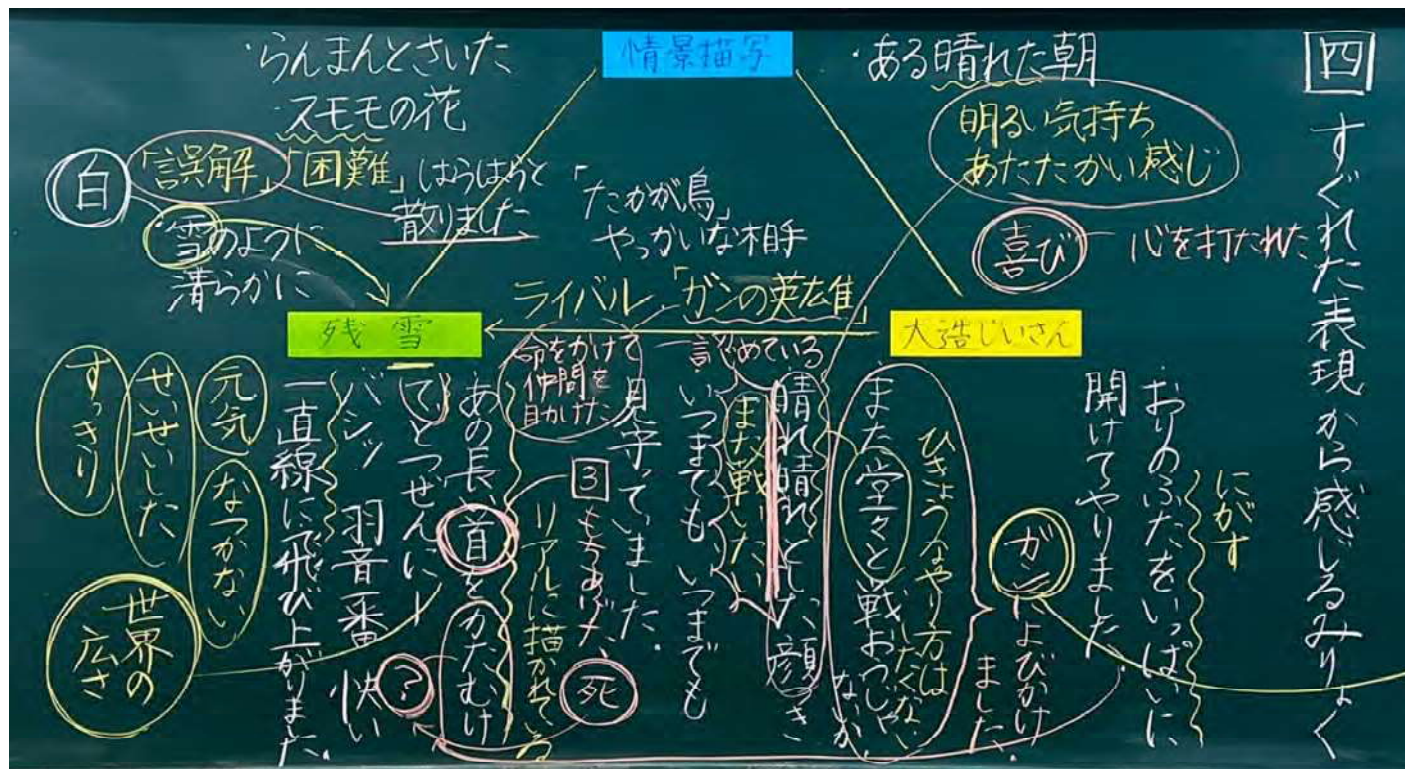 四 すぐれた表現から感じるみりょく
・ある晴れた朝
明るい気持ち
あたたかい感じ
喜び
心を打たれた
情景描写
・らんまんとさいた
スモモの花
「誤解」「困難」
はらはらと
散りました
白
雪のように
清らかに
「たかが鳥」
やっかいな相手
ライバル
「ガンの英雄」
大造じいさん
残雪
にがす
おりのふたをいっぱいに
開けてやりました。
ガンによびかけ
ました。
ひきょうなやり方は
したくない
また堂々と戦おうじゃ
ないか。
晴れ晴れとした顔つき
また戦いたい
認めている
いつまでも、いつまでも
見守っていました。
命をかけて
仲間を
助けた
3 もちあげた
死
リアルに描かれている
あの長い首をかたむけ
て、とつぜんに
?
バシッ
羽音一番
快い
一直線に飛び上がりました。
元気
なつかない
せいせいした
すっきり
世界の
広さ